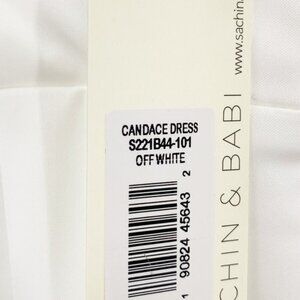 CANDACE DRESS
S221B44-101
OFF WHITE
1 90824 45643 2
www.sachin
CHIN & BABI